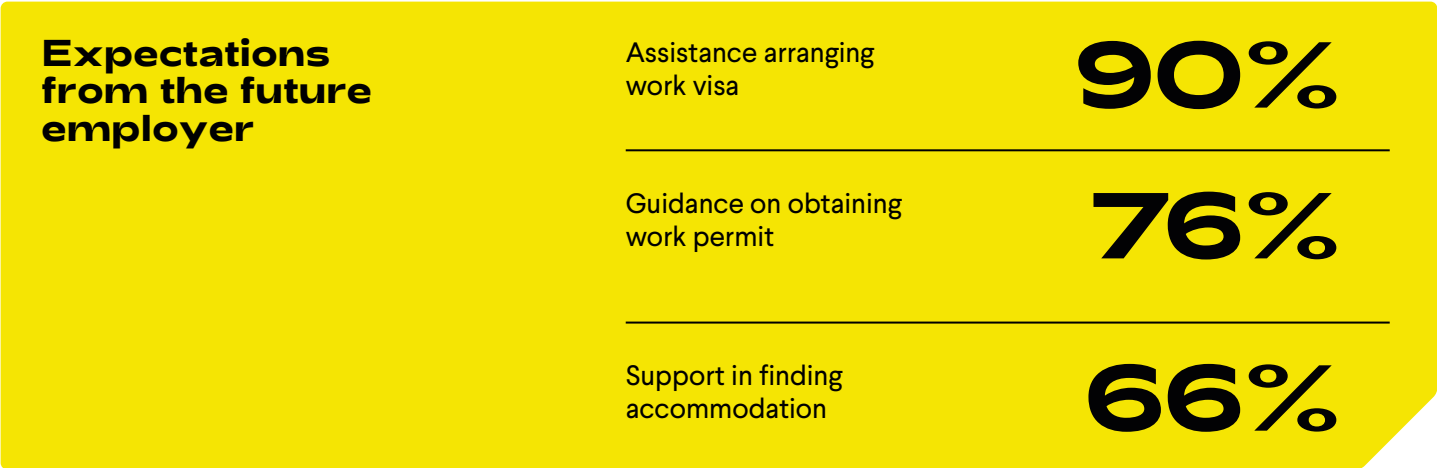 Expectations
from the future
employer
Assistance arranging
work visa
90%
Guidance on obtaining
work permit
76%
Support in finding
accommodation
66%